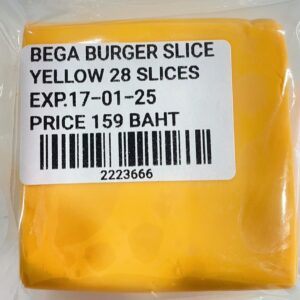 BEGA BURGER SLICE
YELLOW 28 SLICES
EXP.17-01-25
PRICE 159 BAHT
2223666